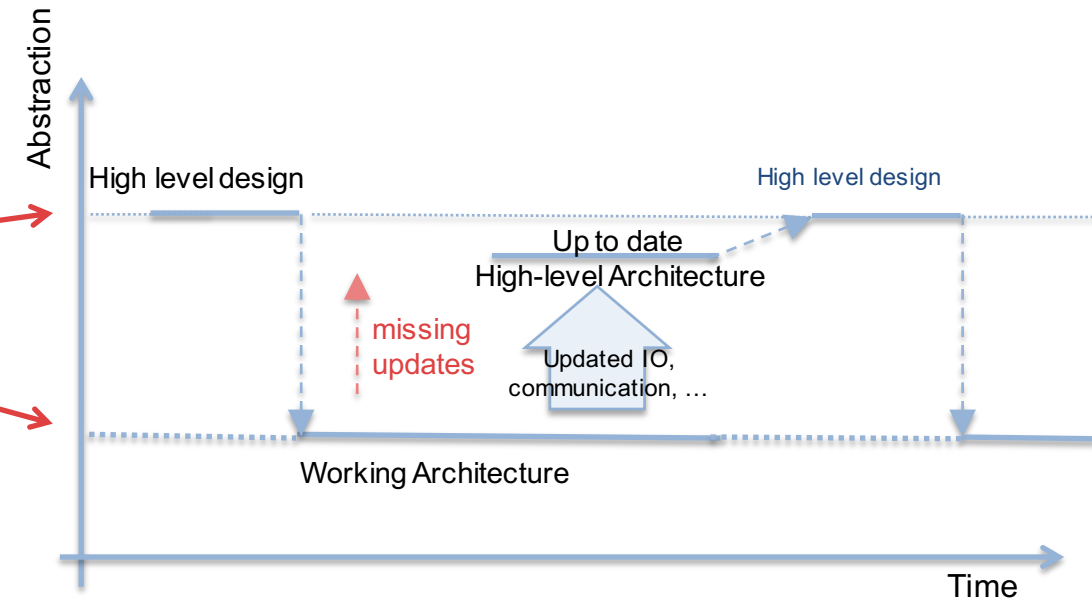 Abstraction
High level design
High level design
Up to date
High-level Architecture
missing
updates
Updated IO,
communication, …
Working Architecture
Time